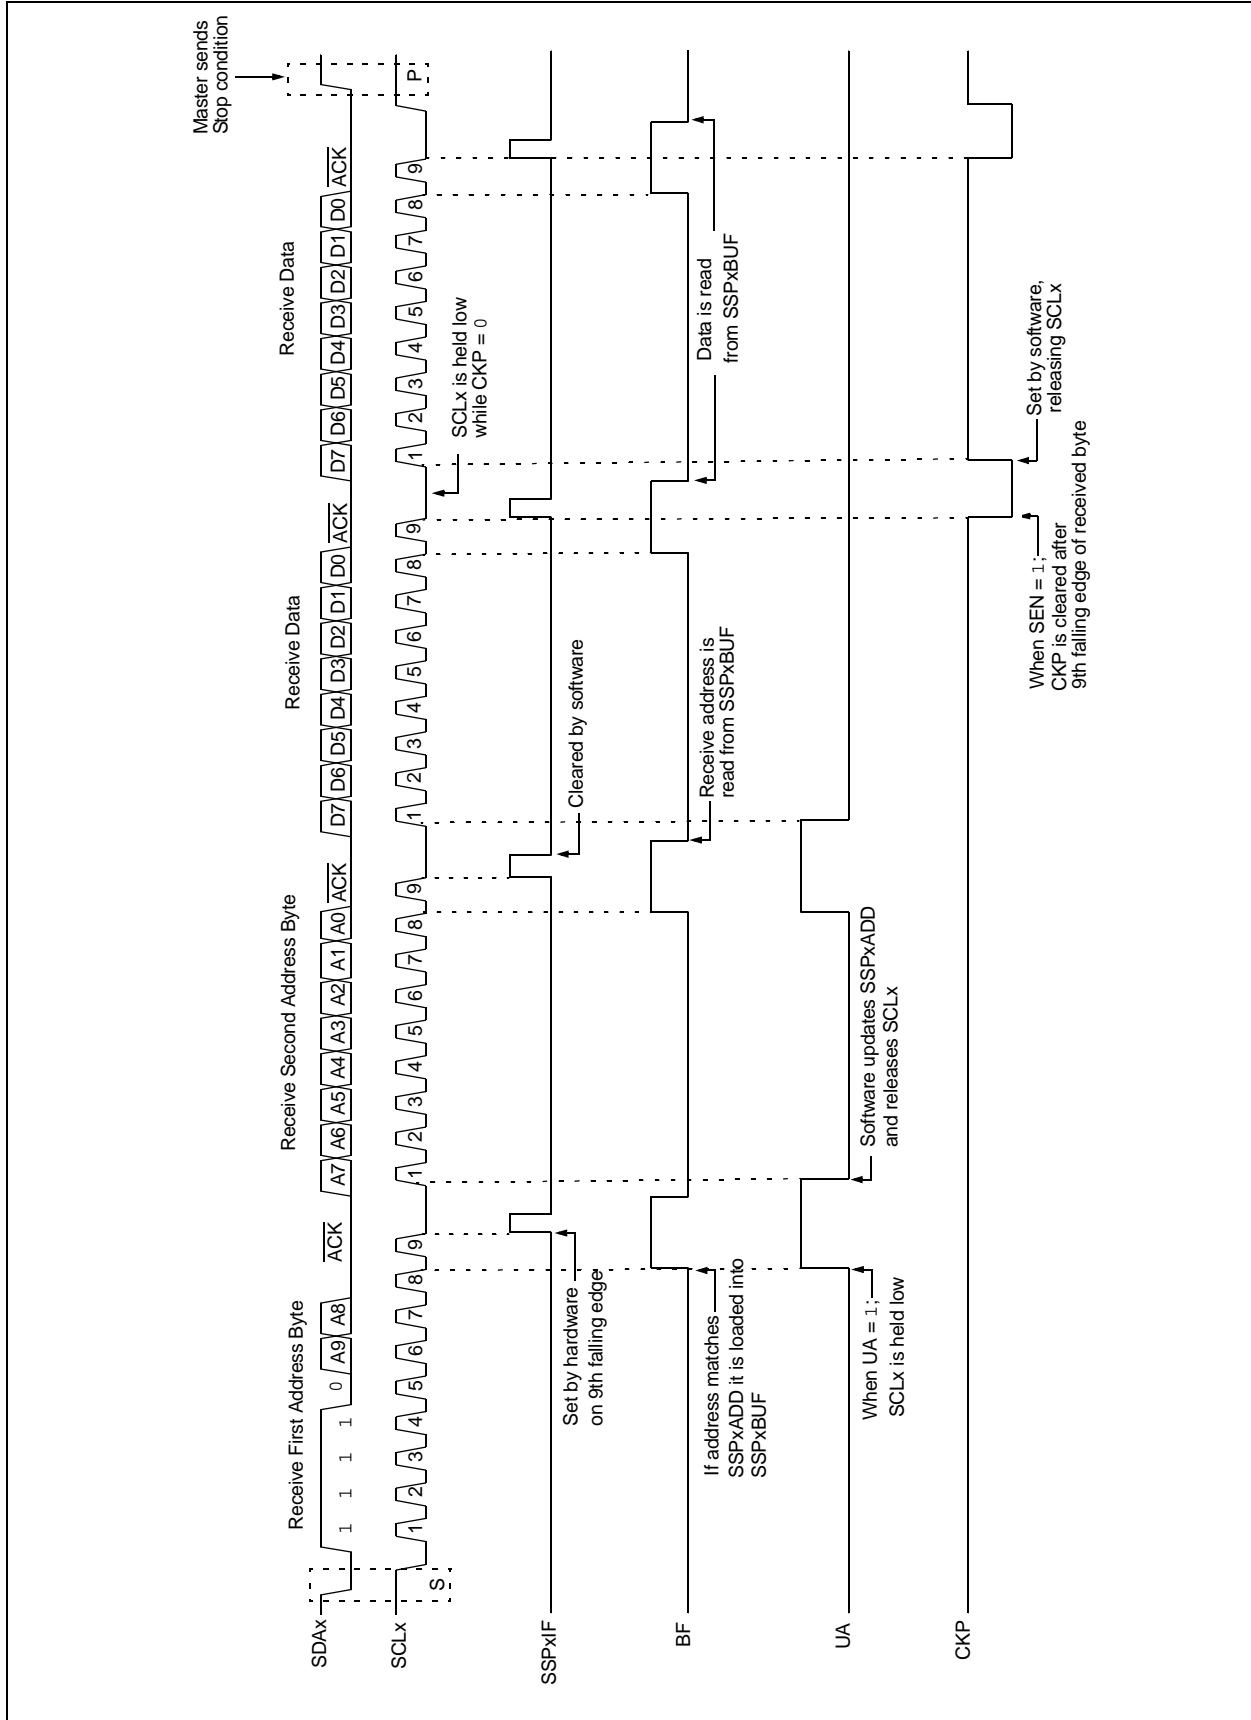 Master sends
Stop condition
Receive First Address Byte
Receive Second Address Byte
Receive Data
Receive Data
SDAx
1 1 1 1 0 A9 A8 ACK
A7 A6 A5 A4 A3 A2 A1 A0 ACK
D7 D6 D5 D4 D3 D2 D1 D0 ACK
D7 D6 D5 D4 D3 D2 D1 D0 ACK
SCLx
S
1 2 3 4 5 6 7 8 9
1 2 3 4 5 6 7 8 9
1 2 3 4 5 6 7 8 9
1 2 3 4 5 6 7 8 9
P
SCLx is held low
while CKP = 0
SSPxIF
Set by hardware
on 9th falling edge
Cleared by software
BF
If address matches
SSPxADD it is loaded into
SSPxBUF
Receive address is
read from SSPxBUF
Data is read
from SSPxBUF
UA
When UA = 1;
SCLx is held low
Software updates SSPxADD
and releases SCLx
CKP
When SEN = 1;
CKP is cleared after
9th falling edge of received byte
Set by software,
releasing SCLx